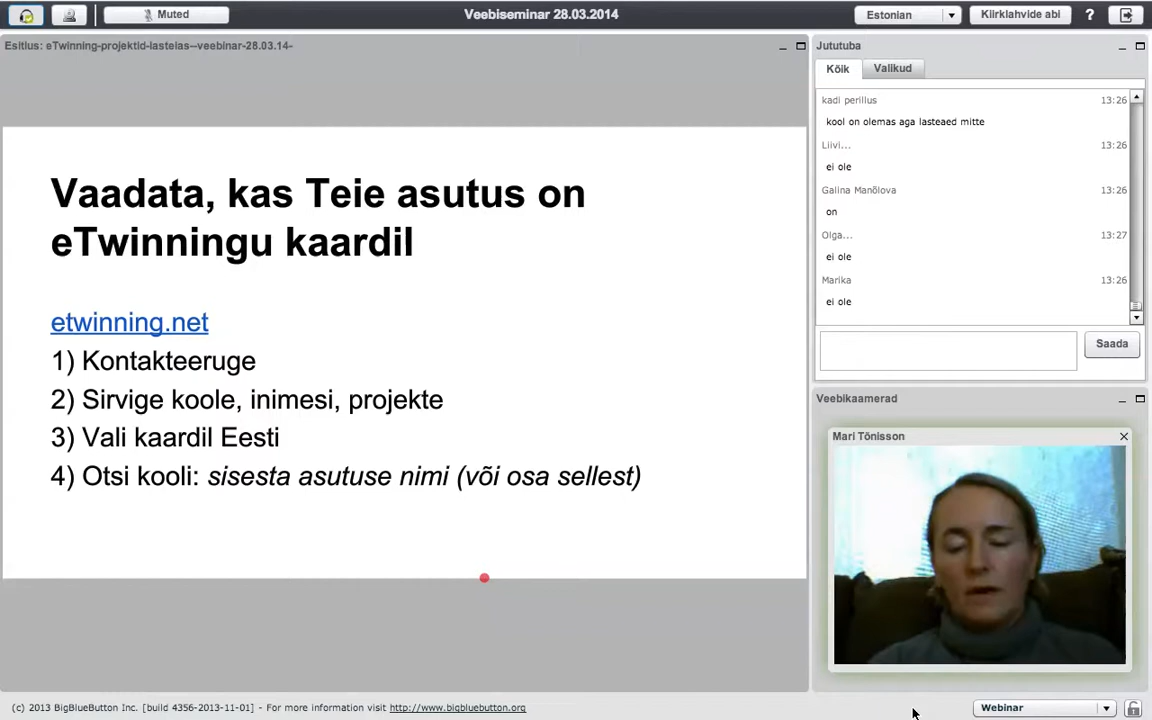 Muted
Veebiseminar 28.03.2014
Estonian
Kiirklahvide abi
?
Esitlus: eTwinning-projektid-lasteias--veebinar-28.03.14-
Vaadata, kas Teie asutus on
eTwinningu kaardil
etwinning.net
1) Kontakteeruge
2) Sirvige koole, inimesi, projekte
3) Vali kaardil Eesti
4) Otsi kooli: sisesta asutuse nimi (või osa sellest)
Jututuba
Kõik
Valikud
kadi perillus 13:26
kool on olemas aga lasteaed mitte
Liivi... 13:26
ei ole
Galina Manõlova 13:26
on
Olga... 13:27
ei ole
Marika 13:26
ei ole
Saada
Veebikaamerad
Mari Tõnisson
(c) 2013 BigBlueButton Inc. [build 4356-2013-11-01] - For more information visit http://www.bigbluebutton.org
Webinar